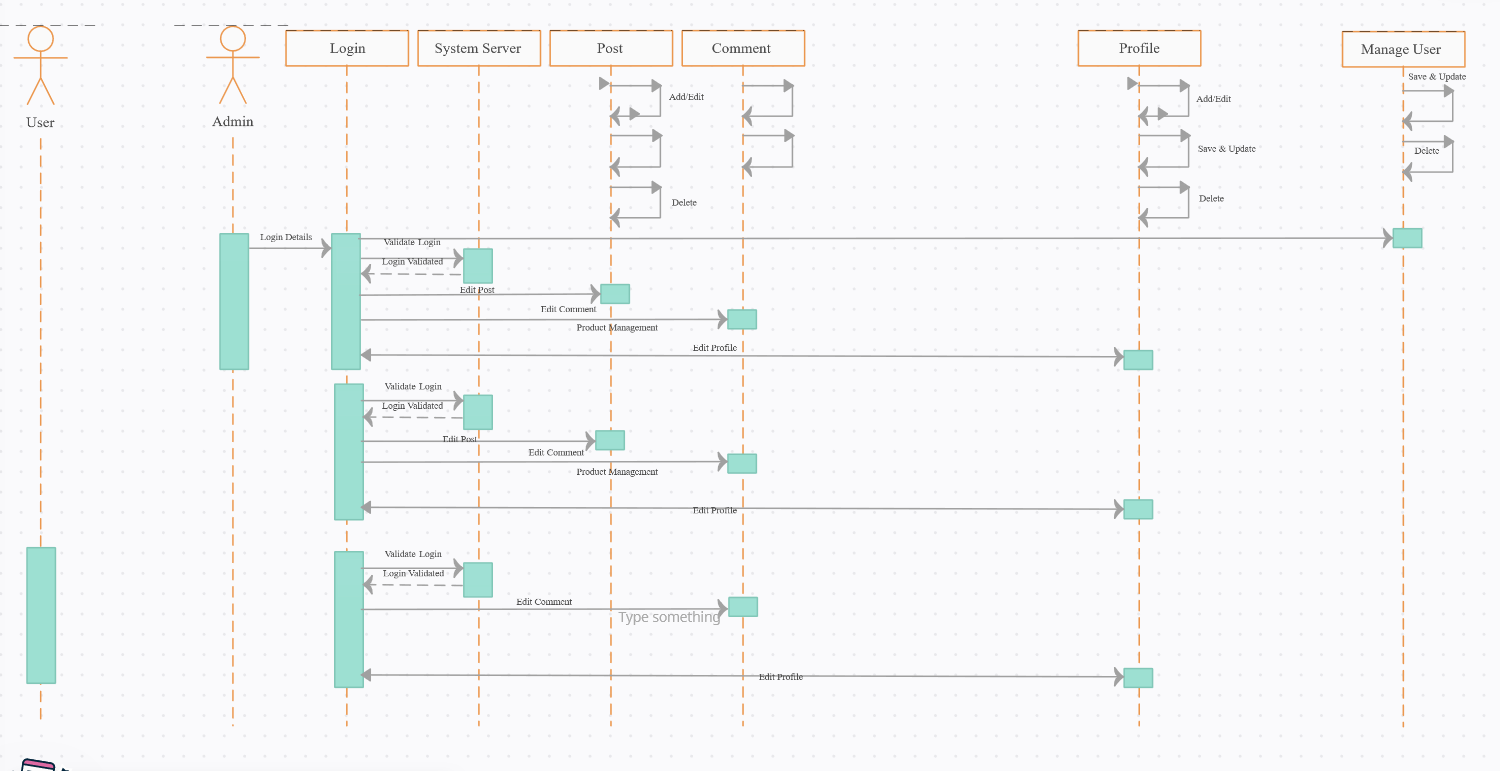 Login
System Server
Post
Comment
Profile
Manage User
User
Admin
Save & Update
Add/Edit
Add/Edit
Save & Update
Delete
Delete
Delete
Login Details
Validate Login
Login Validated
Edit Post
Edit Comment
Product Management
Edit Profile
Validate Login
Login Validated
Edit Post
Edit Comment
Product Management
Edit Profile
Validate Login
Login Validated
Edit Comment
Type something
Edit Profile